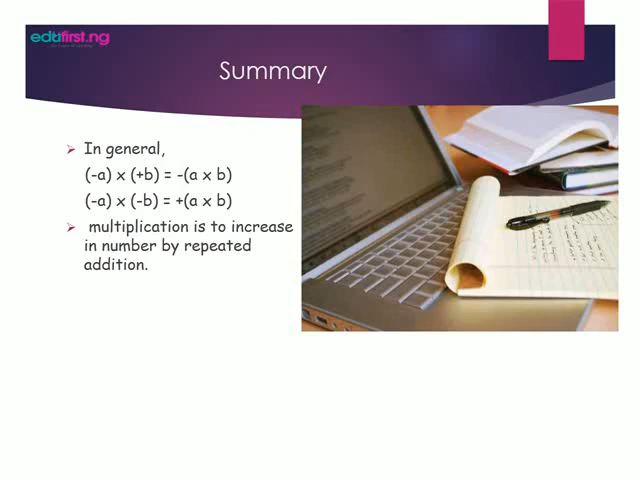 edufirst.ng
Summary
In general,
(-a) x (+b) = -(a x b)
(-a) x (-b) = +(a x b)
multiplication is to increase
in number by repeated
addition.